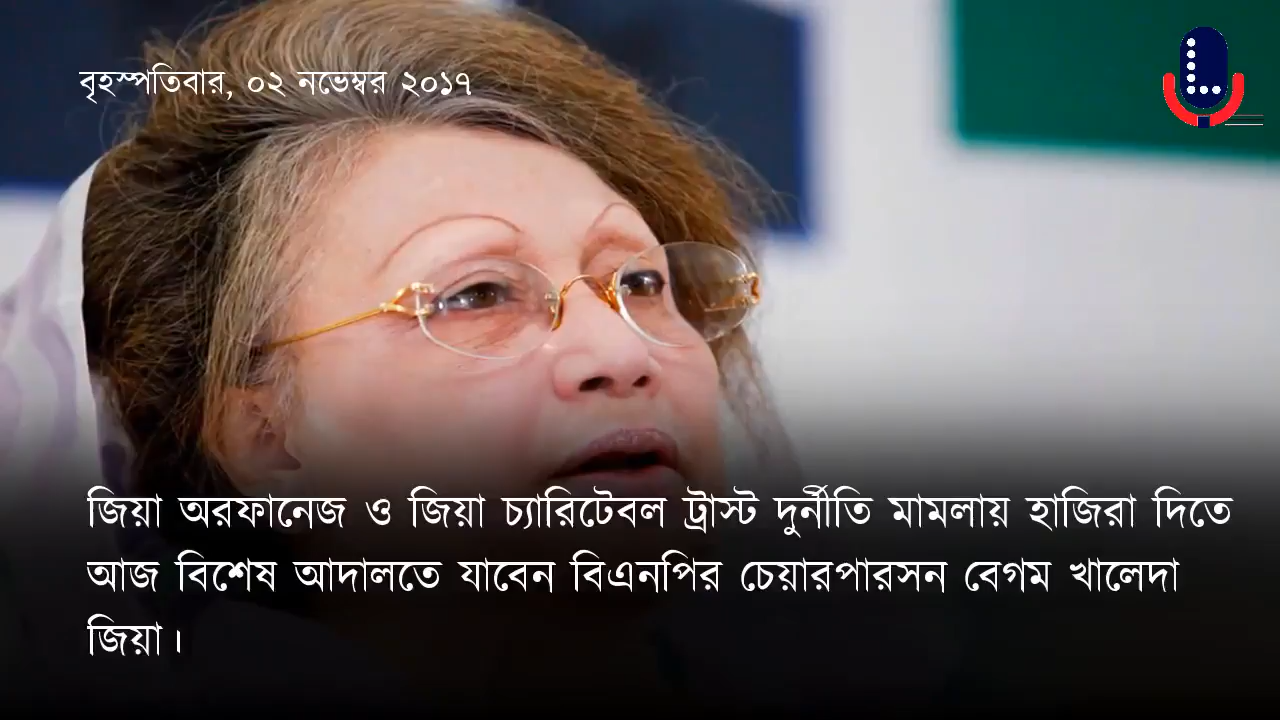 বৃহস্পতিবার, ০২ নভেম্বর ২০১৭
জিয়া অরফানেজ ও জিয়া চ্যারিটেবল ট্রাস্ট দুর্নীতি মামলায় হাজিরা দিতে
আজ বিশেষ আদালতে যাবেন বিএনপির চেয়ারপারসন বেগম খালেদা
জিয়া।